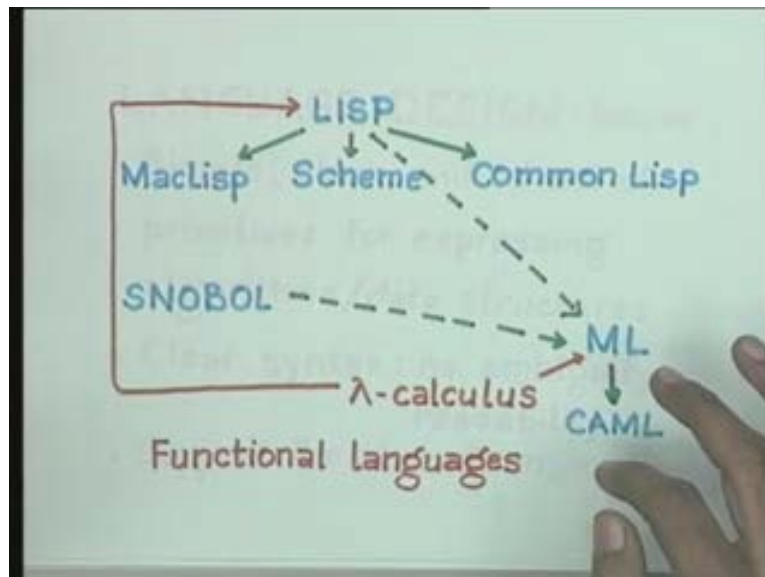 LISP
MacLisp Scheme Common Lisp
SNOBOL
ML
λ-calculus
CAML
Functional languages